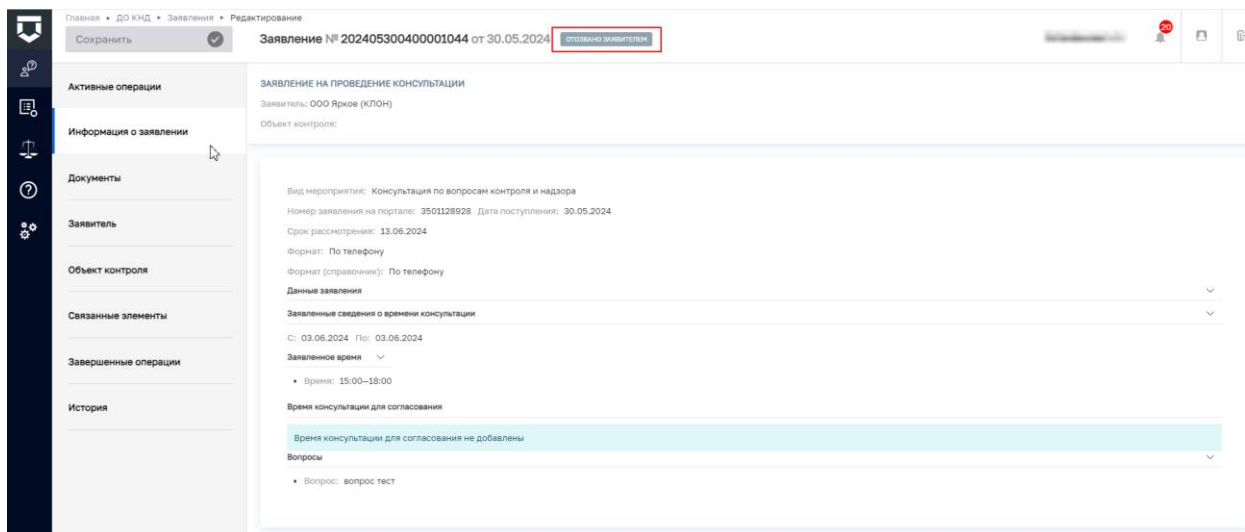 Главная ▸ ДО КНД ▸ Заявления ▸ Редактирование
Сохранить
Заявление № 202405300400001044 от 30.05.2024 ОТОЗВАНО ЗАЯВИТЕЛЕМ
20
Активные операции
Информация о заявлении
Документы
Заявитель
Объект контроля
Связанные элементы
Завершенные операции
История
ЗАЯВЛЕНИЕ НА ПРОВЕДЕНИЕ КОНСУЛЬТАЦИИ
Заявитель: ООО Яркое (КЛОН)
Объект контроля:
Вид мероприятия: Консультация по вопросам контроля и надзора
Номер заявления на портале: 3501128928 Дата поступления: 30.05.2024
Срок рассмотрения: 13.06.2024
Формат: По телефону
Формат (справочник): По телефону
Данные заявления
Заявленные сведения о времени консультации
С: 03.06.2024 По: 03.06.2024
Заявленное время
• Время: 15:00–18:00
Время консультации для согласования
Время консультации для согласования не добавлены
Вопросы
• Вопрос: вопрос тест